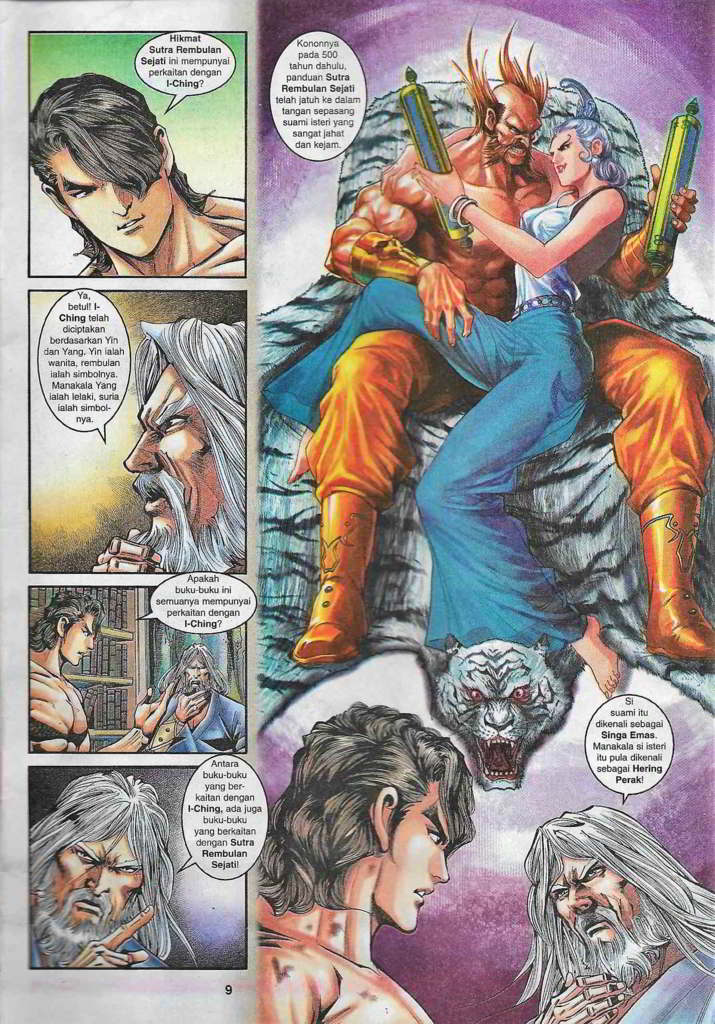 Hikmat
Sutra Rembulan
Sejati ini mempunyai
perkaitan dengan
I-Ching?
Ya,
betul! I-
Ching telah
diciptakan
berdasarkan Yin
dan Yang. Yin ialah
wanita, rembulan
ialah simbolnya.
Manakala Yang
ialah lelaki, suria
ialah simbol-
nya.
Apakah
buku-buku ini
semuanya mempunyai
perkaitan dengan
I-Ching?
Antara
buku-buku
yang ber-
kaitan dengan
I-Ching, ada juga
buku-buku
yang berkaitan
dengan Sutra
Rembulan
Sejati!
Kononnya
pada 500
tahun dahulu,
panduan Sutra
Rembulan Sejati
telah jatuh ke dalam
tangan sepasang
suami isteri yang
sangat jahat
dan kejam.
Si
suami itu
dikenali sebagai
Singa Emas.
Manakala si isteri
itu pula dikenali
sebagai Hering
Perak!
9